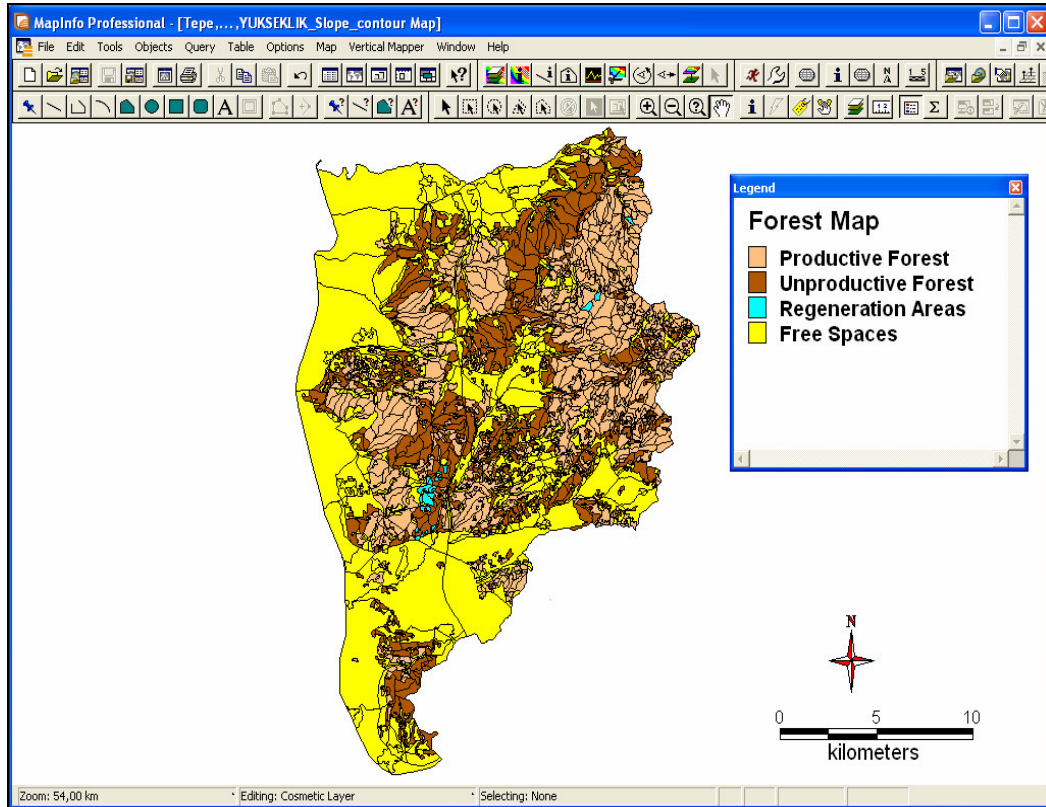 MapInfo Professional - [Tepe,...,YUKSEKLIK_Slope_contour Map]
File Edit Tools Objects Query Table Options Map Vertical Mapper Window Help
Legend
Forest Map
Productive Forest
Unproductive Forest
Regeneration Areas
Free Spaces
N
0 5 10
kilometers
Zoom: 54,00 km Editing: Cosmetic Layer Selecting: None